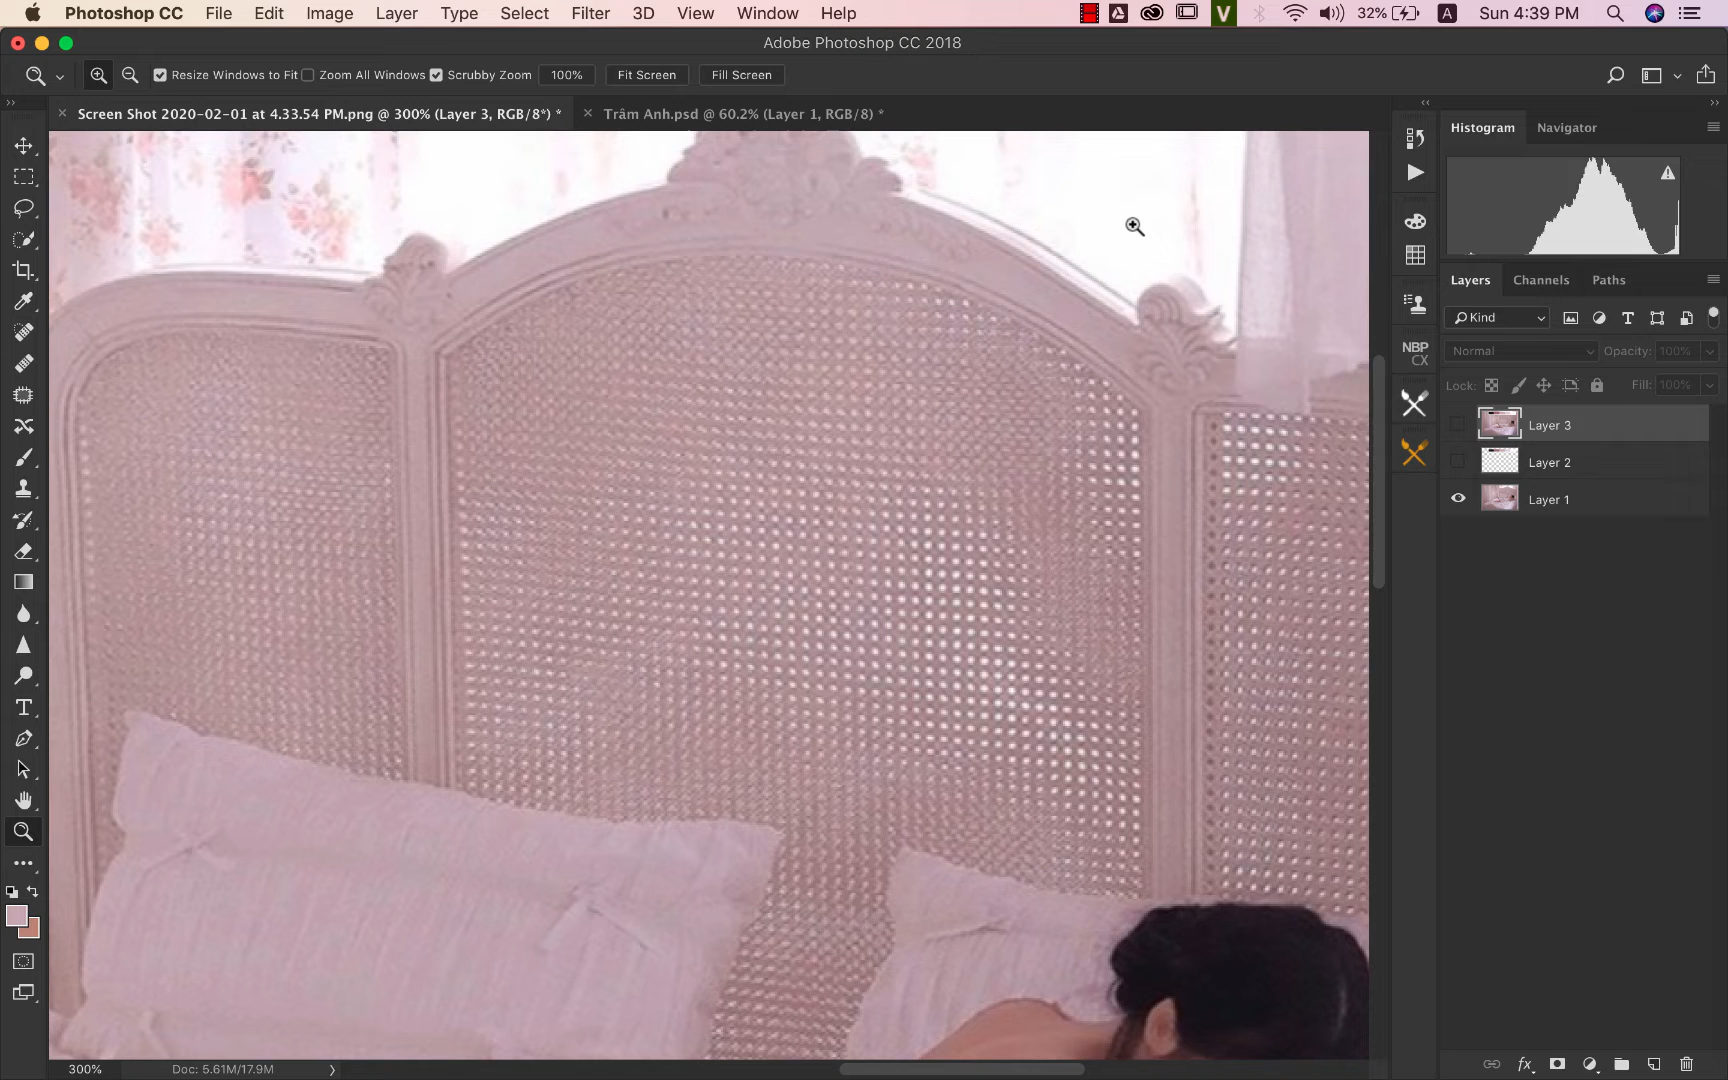 Photoshop CC File Edit Image Layer Type Select Filter 3D View Window Help V 32% A Sun 4:39 PM
Adobe Photoshop CC 2018
Resize Windows to Fit Zoom All Windows Scrubby Zoom 100% Fit Screen Fill Screen
Screen Shot 2020-02-01 at 4.33.54 PM.png @ 300% (Layer 3, RGB/8*) * Trâm Anh.psd @ 60.2% (Layer 1, RGB/8) *
Histogram Navigator
Layers Channels Paths
Kind
Normal Opacity: 100%
NBP
CX
Lock: Fill: 100%
Layer 3
Layer 2
Layer 1
300% Doc: 5.61M/17.9M